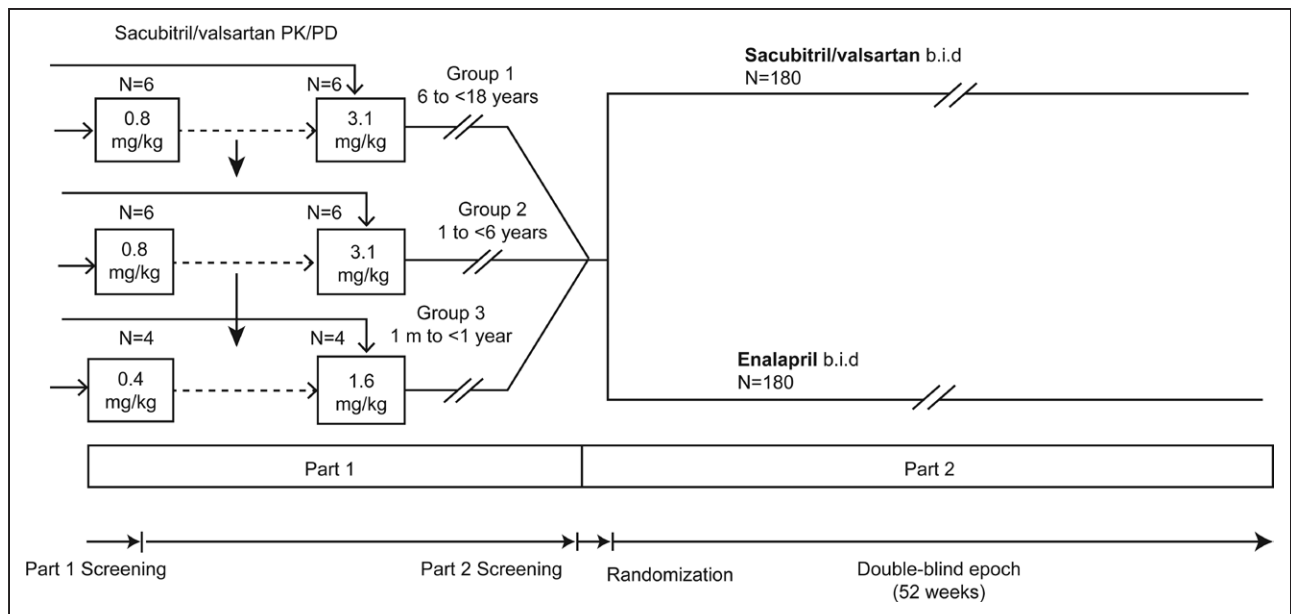 Sacubitril/valsartan PK/PD
N=6
N=6
0.8
mg/kg
3.1
mg/kg
Group 1
6 to <18 years
N=6
N=6
0.8
mg/kg
3.1
mg/kg
Group 2
1 to <6 years
N=4
N=4
0.4
mg/kg
1.6
mg/kg
Group 3
1 m to <1 year
Sacubitril/valsartan b.i.d
N=180
Enalapril b.i.d
N=180
Part 1
Part 2
Part 1 Screening
Part 2 Screening
Randomization
Double-blind epoch
(52 weeks)